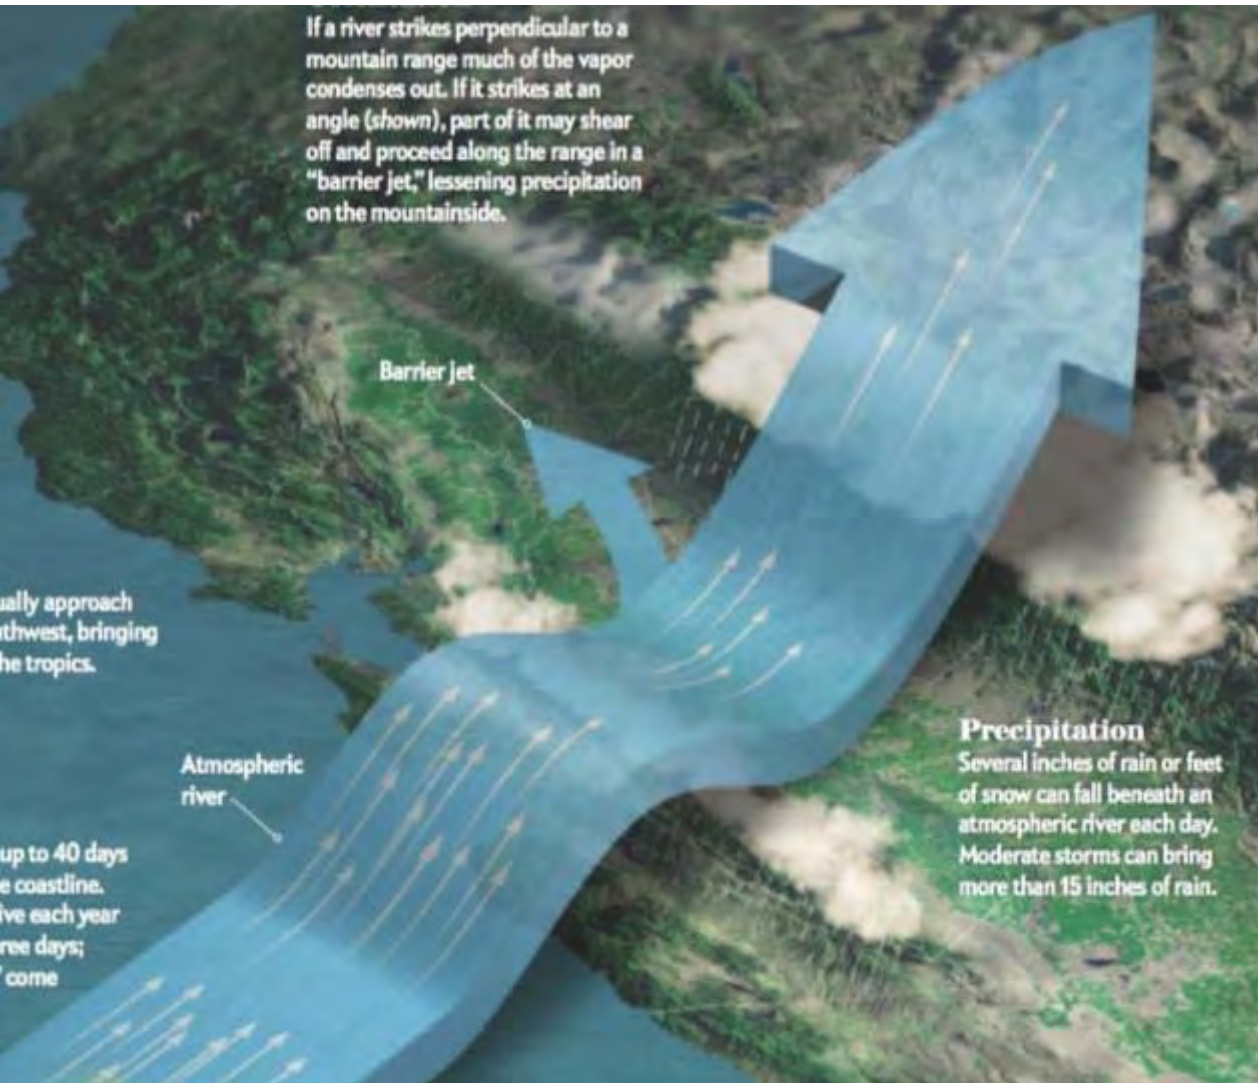 If a river strikes perpendicular to a
mountain range much of the vapor
condenses out. If it strikes at an
angle (shown), part of it may shear
off and proceed along the range in a
“barrier jet,” lessening precipitation
on the mountainside.
Barrier jet
ually approach
thwest, bringing
he tropics.
Atmospheric
river
up to 40 days
e coastline.
ive each year
ree days;
come
Precipitation
Several inches of rain or feet
of snow can fall beneath an
atmospheric river each day.
Moderate storms can bring
more than 15 inches of rain.